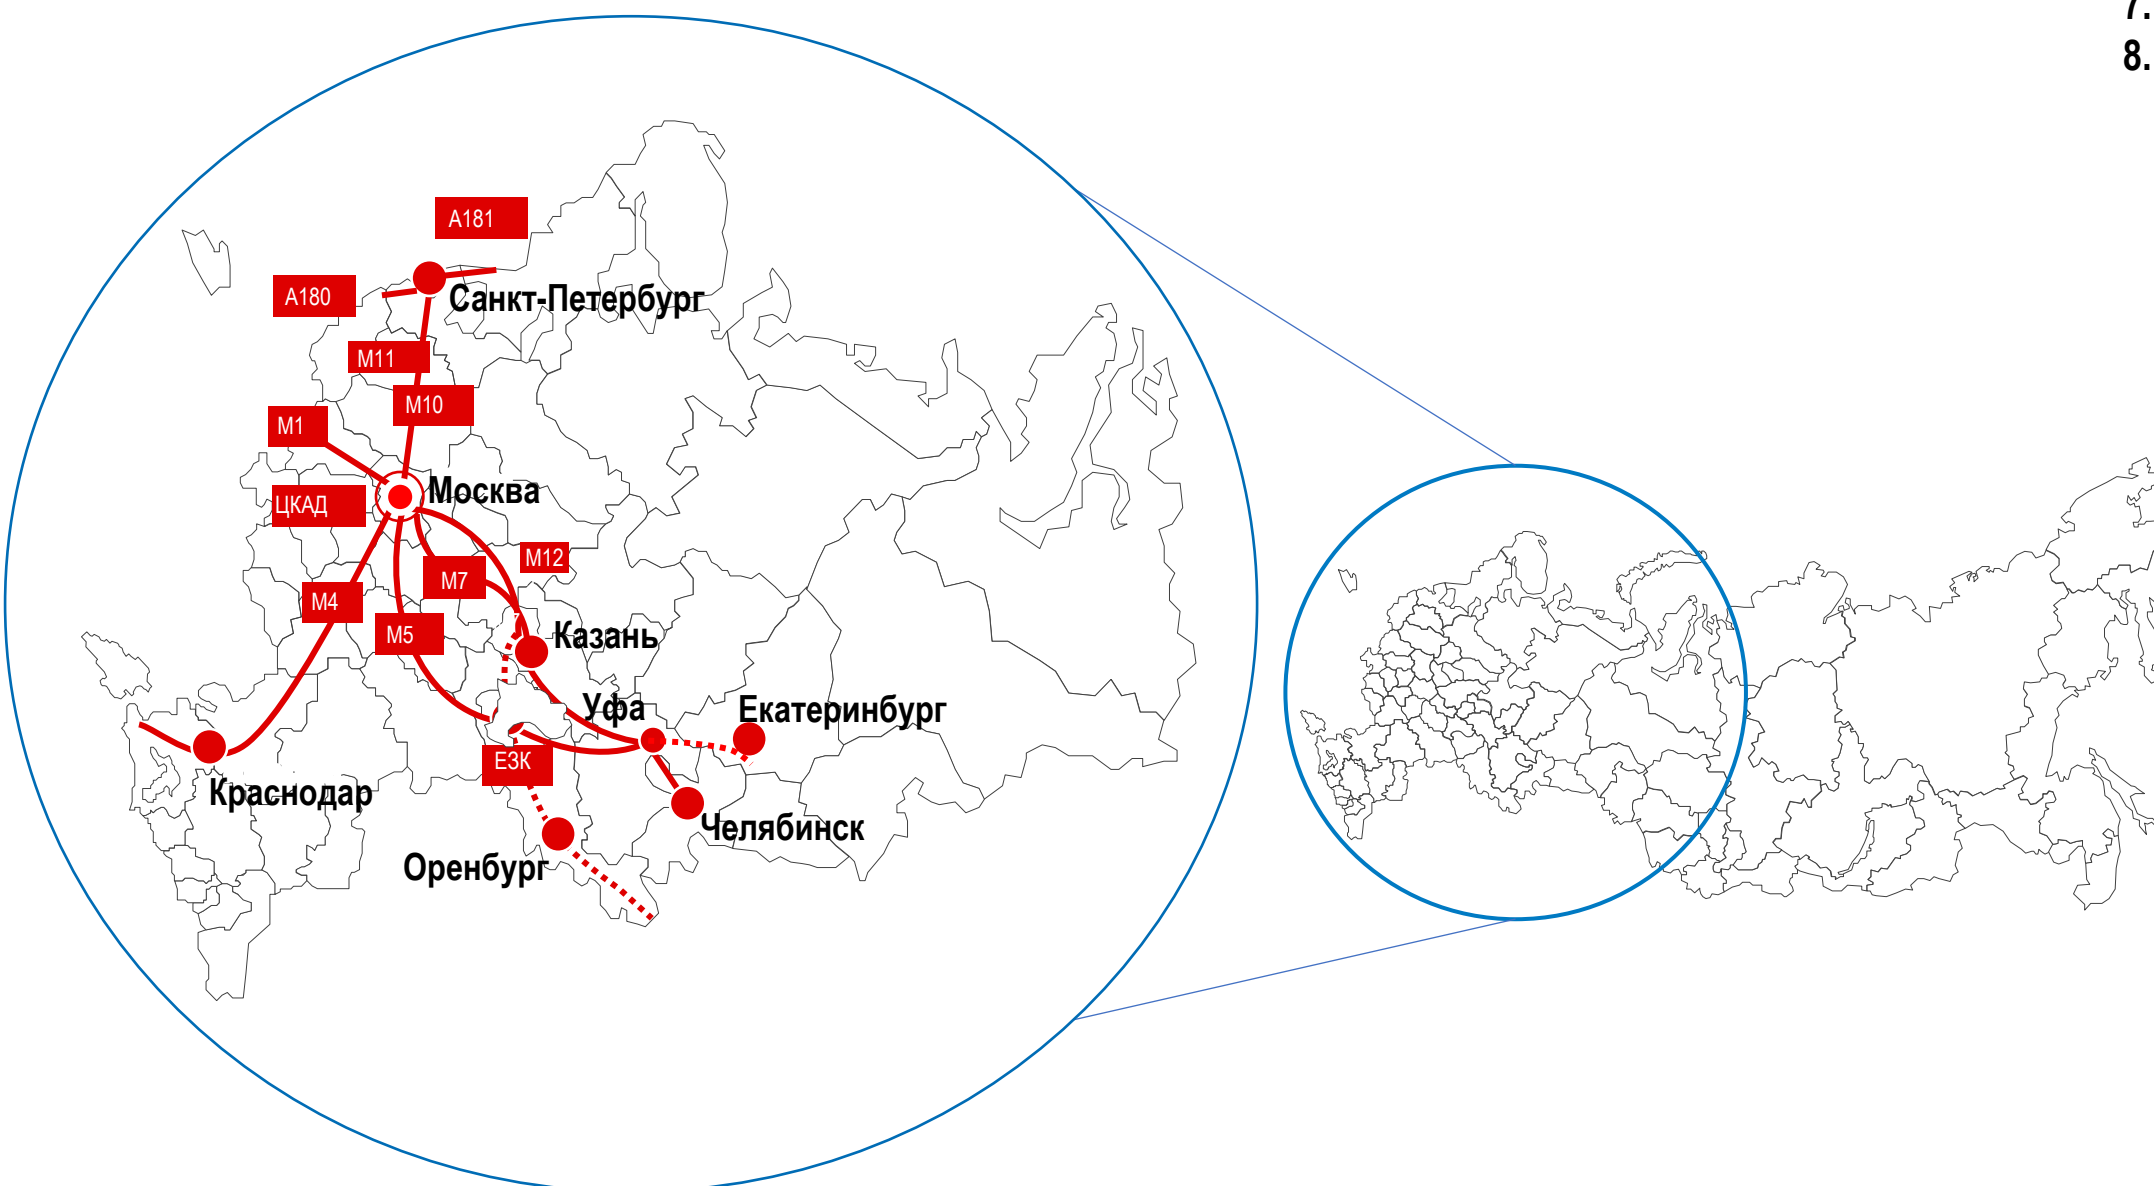 7.
8.
А181
А180
Санкт-Петербург
М11
М10
М1
Москва
ЦКАД
М12
М7
М4
М5
Казань
Уфа
Екатеринбург
ЕЗК
Краснодар
Челябинск
Оренбург